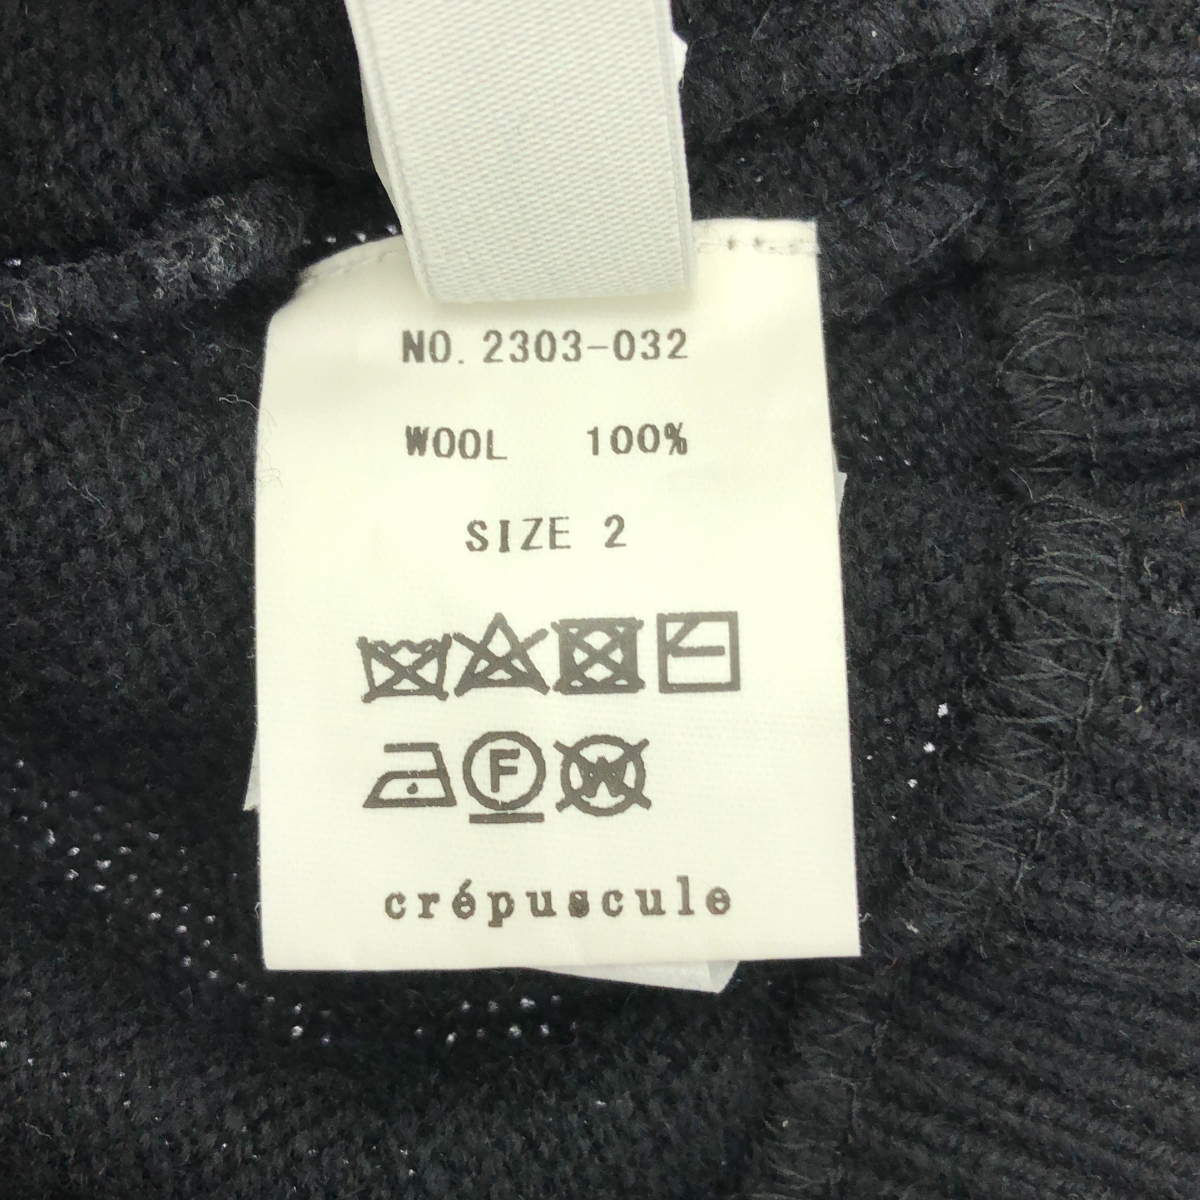 NO. 2303-032
WOOL 100%
SIZE 2
F W
crépuscule